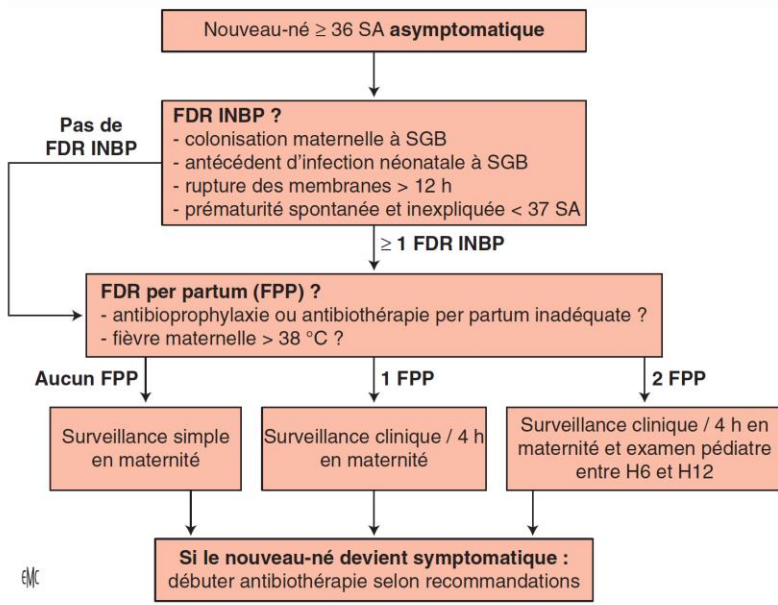 Nouveau-né ≥ 36 SA asymptomatique
Pas de
FDR INBP
FDR INBP ?
- colonisation maternelle à SGB
- antécédent d'infection néonatale à SGB
- rupture des membranes > 12 h
- prématurité spontanée et inexpliquée < 37 SA
≥ 1 FDR INBP
FDR per partum (FPP) ?
- antibioprophylaxie ou antibiothérapie per partum inadéquate ?
- fièvre maternelle > 38 °C ?
Aucun FPP
1 FPP
2 FPP
Surveillance simple
en maternité
Surveillance clinique / 4 h
en maternité
Surveillance clinique / 4 h en
maternité et examen pédiatre
entre H6 et H12
Si le nouveau-né devient symptomatique :
débuter antibiothérapie selon recommandations
EMC